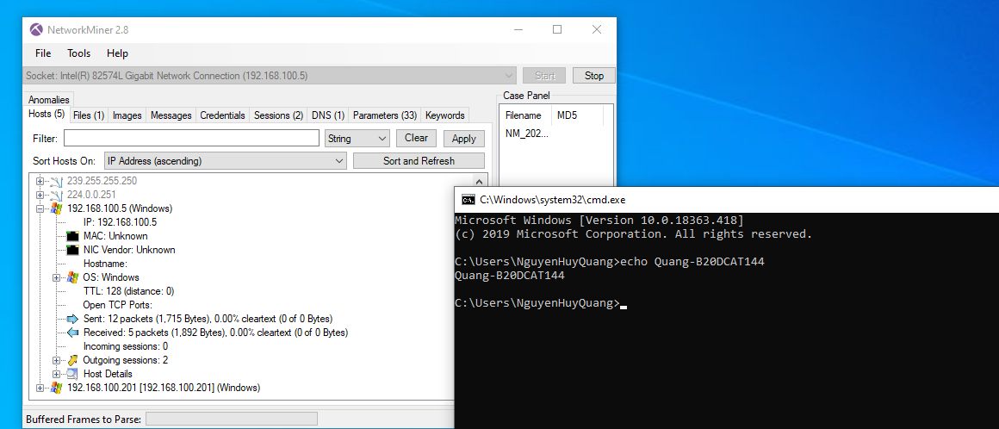 NetworkMiner 2.8
File Tools Help
Socket: Intel(R) 82574L Gigabit Network Connection (192.168.100.5)
Start
Stop
Anomalies
Hosts (5) Files (1) Images Messages Credentials Sessions (2) DNS (1) Parameters (33) Keywords
Filter:
String
Clear
Apply
Sort Hosts On:
IP Address (ascending)
Sort and Refresh
239.255.255.250
224.0.0.251
192.168.100.5 (Windows)
IP: 192.168.100.5
MAC: Unknown
NIC Vendor: Unknown
Hostname:
OS: Windows
TTL: 128 (distance: 0)
Open TCP Ports:
Sent: 12 packets (1,715 Bytes), 0.00% cleartext (0 of 0 Bytes)
Received: 5 packets (1,892 Bytes), 0.00% cleartext (0 of 0 Bytes)
Incoming sessions: 0
Outgoing sessions: 2
Host Details
192.168.100.201 [192.168.100.201] (Windows)
Buffered Frames to Parse:
Case Panel
Filename MD5
NM_202...
C:\Windows\system32\cmd.exe
Microsoft Windows [Version 10.0.18363.418]
(c) 2019 Microsoft Corporation. All rights reserved.
C:\Users\NguyenHuyQuang>echo Quang-B20DCAT144
Quang-B20DCAT144
C:\Users\NguyenHuyQuang>